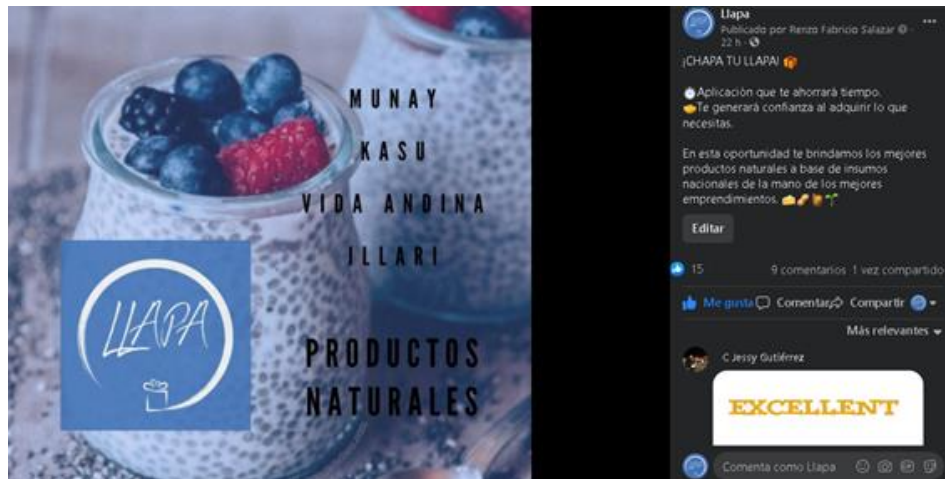 MUNAY
KASU
VIDA ANDINA
ILLARI
LLAPA
PRODUCTOS
NATURALES
Llapa
Publicado por Renzo Fabricio Salazar
22 h
¡CHAPA TU LLAPA! 🎁
⏱Aplicación que te ahorrará tiempo.
🤝Te generará confianza al adquirir lo que
necesitas.
En esta oportunidad te brindamos los mejores
productos naturales a base de insumos
nacionales de la mano de los mejores
emprendimientos.
Editar
15
9 comentarios 1 vez compartido
Me gusta Comentar Compartir
Más relevantes
C Jessy Gutiérrez
EXCELLENT
Comenta como Llapa